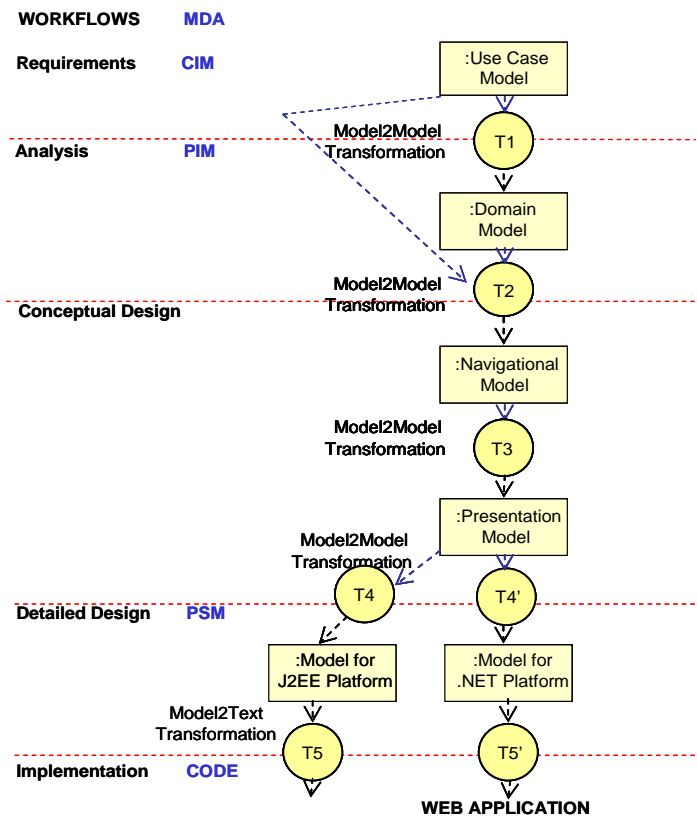 WORKFLOWS MDA
Requirements CIM
:Use Case
Model
Model2Model
Transformation
T1
Analysis PIM
:Domain
Model
Model2Model
Transformation
T2
Conceptual Design
:Navigational
Model
Model2Model
Transformation
T3
:Presentation
Model
Model2Model
Transformation
T4
T4'
Detailed Design PSM
:Model for
J2EE Platform
:Model for
.NET Platform
Model2Text
Transformation
T5
T5'
Implementation CODE
WEB APPLICATION